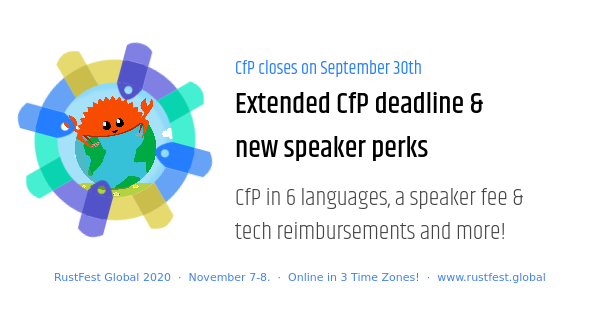 CfP closes on September 30th
Extended CfP deadline &
new speaker perks
CfP in 6 languages, a speaker fee &
tech reimbursements and more!
RustFest Global 2020 · November 7-8. · Online in 3 Time Zones! · www.rustfest.global